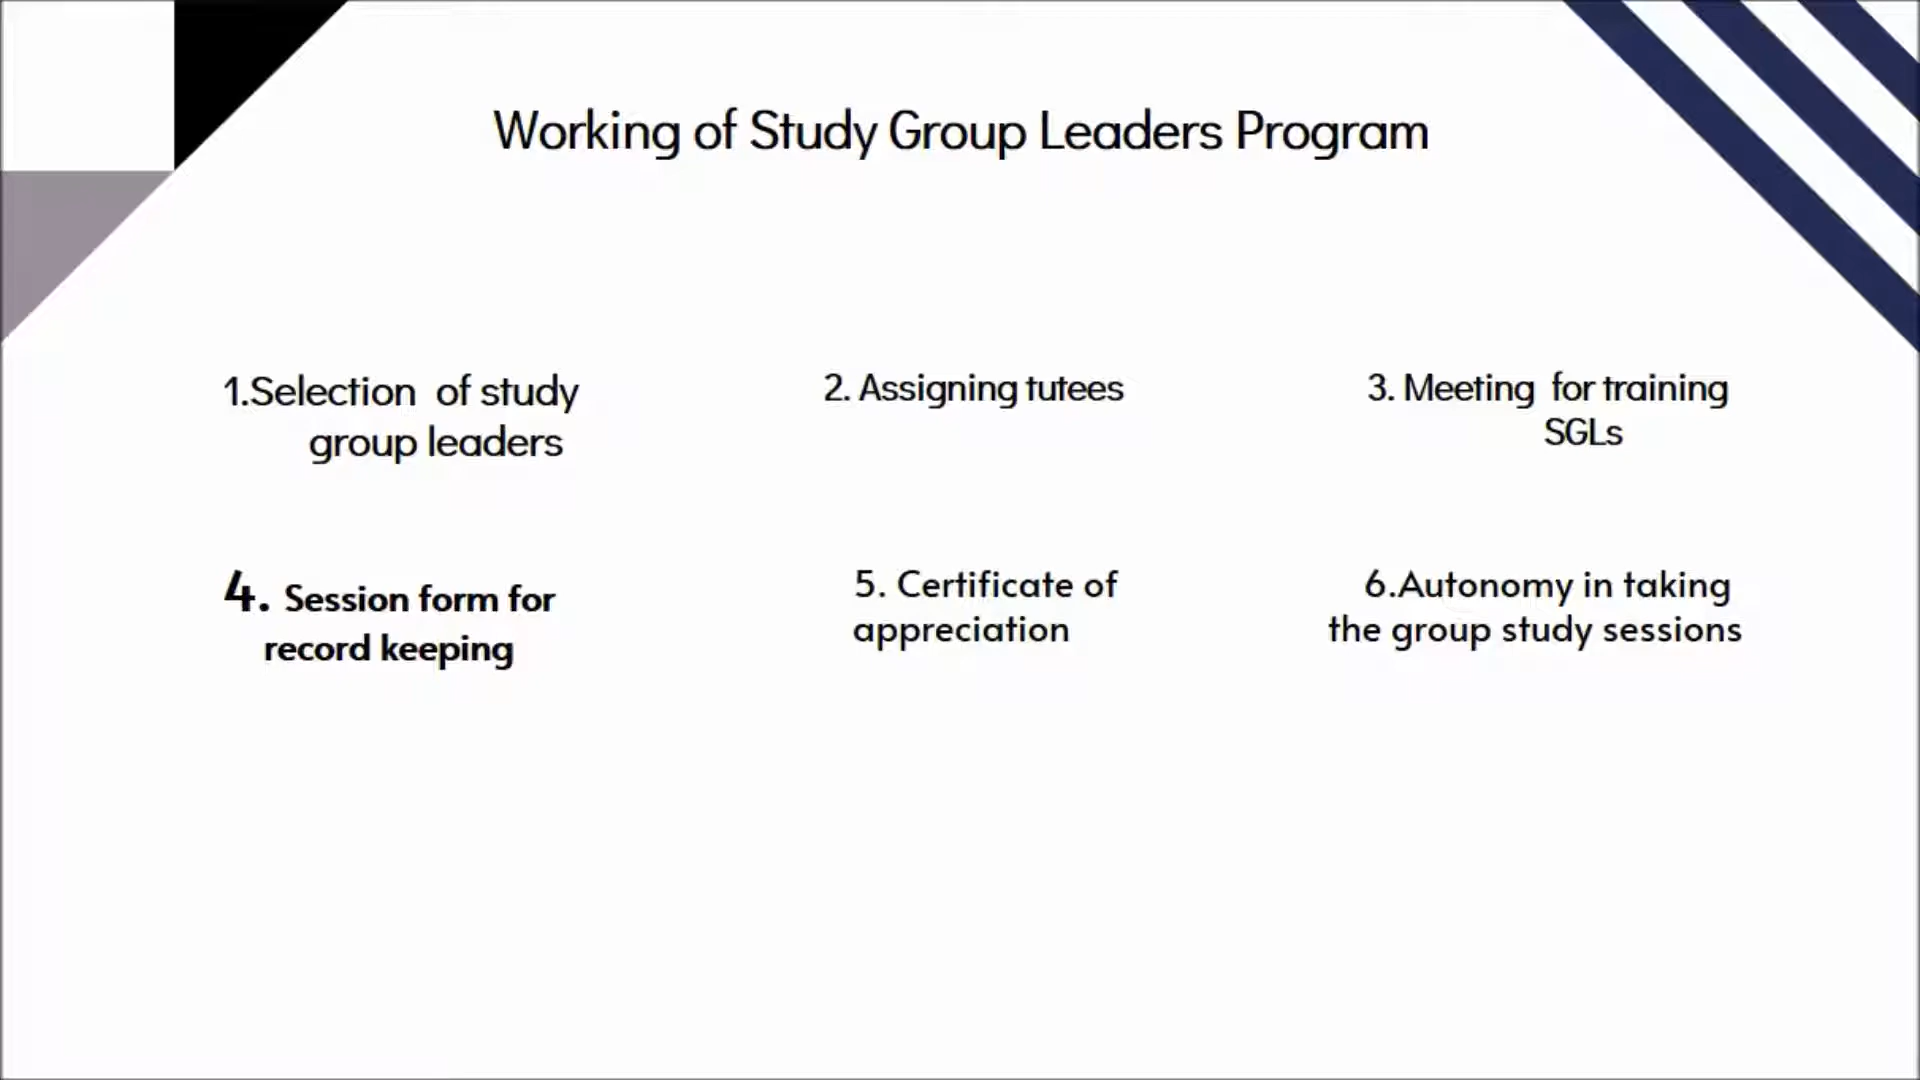 Working of Study Group Leaders Program
1.Selection of study
group leaders
2. Assigning tutees
3. Meeting for training
SGLs
4. Session form for
record keeping
5. Certificate of
appreciation
6.Autonomy in taking
the group study sessions